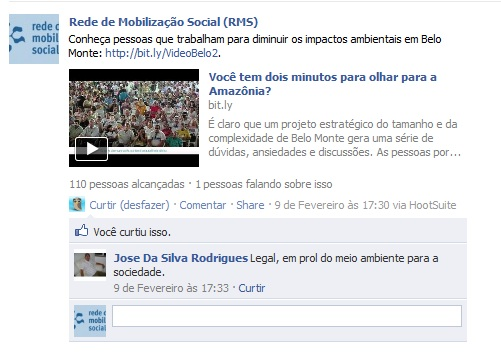 rede d
mobiliz
social
Rede de Mobilização Social (RMS)
Conheça pessoas que trabalham para diminuir os impactos ambientais em Belo
Monte: http://bit.ly/VideoBelo2.
Você tem dois minutos para olhar para a
Amazônia?
bit.ly
É claro que um projeto estratégico do tamanho e da
complexidade de Belo Monte gera uma série de
dúvidas, ansiedades e discussões. As pessoas por...
110 pessoas alcançadas · 1 pessoas falando sobre isso
Curtir (desfazer) · Comentar · Share · 9 de Fevereiro às 17:30 via HootSuite
Você curtiu isso.
Jose Da Silva Rodrigues Legal, em prol do meio ambiente para a
sociedade.
9 de Fevereiro às 17:33 · Curtir
rede d
mobil
social